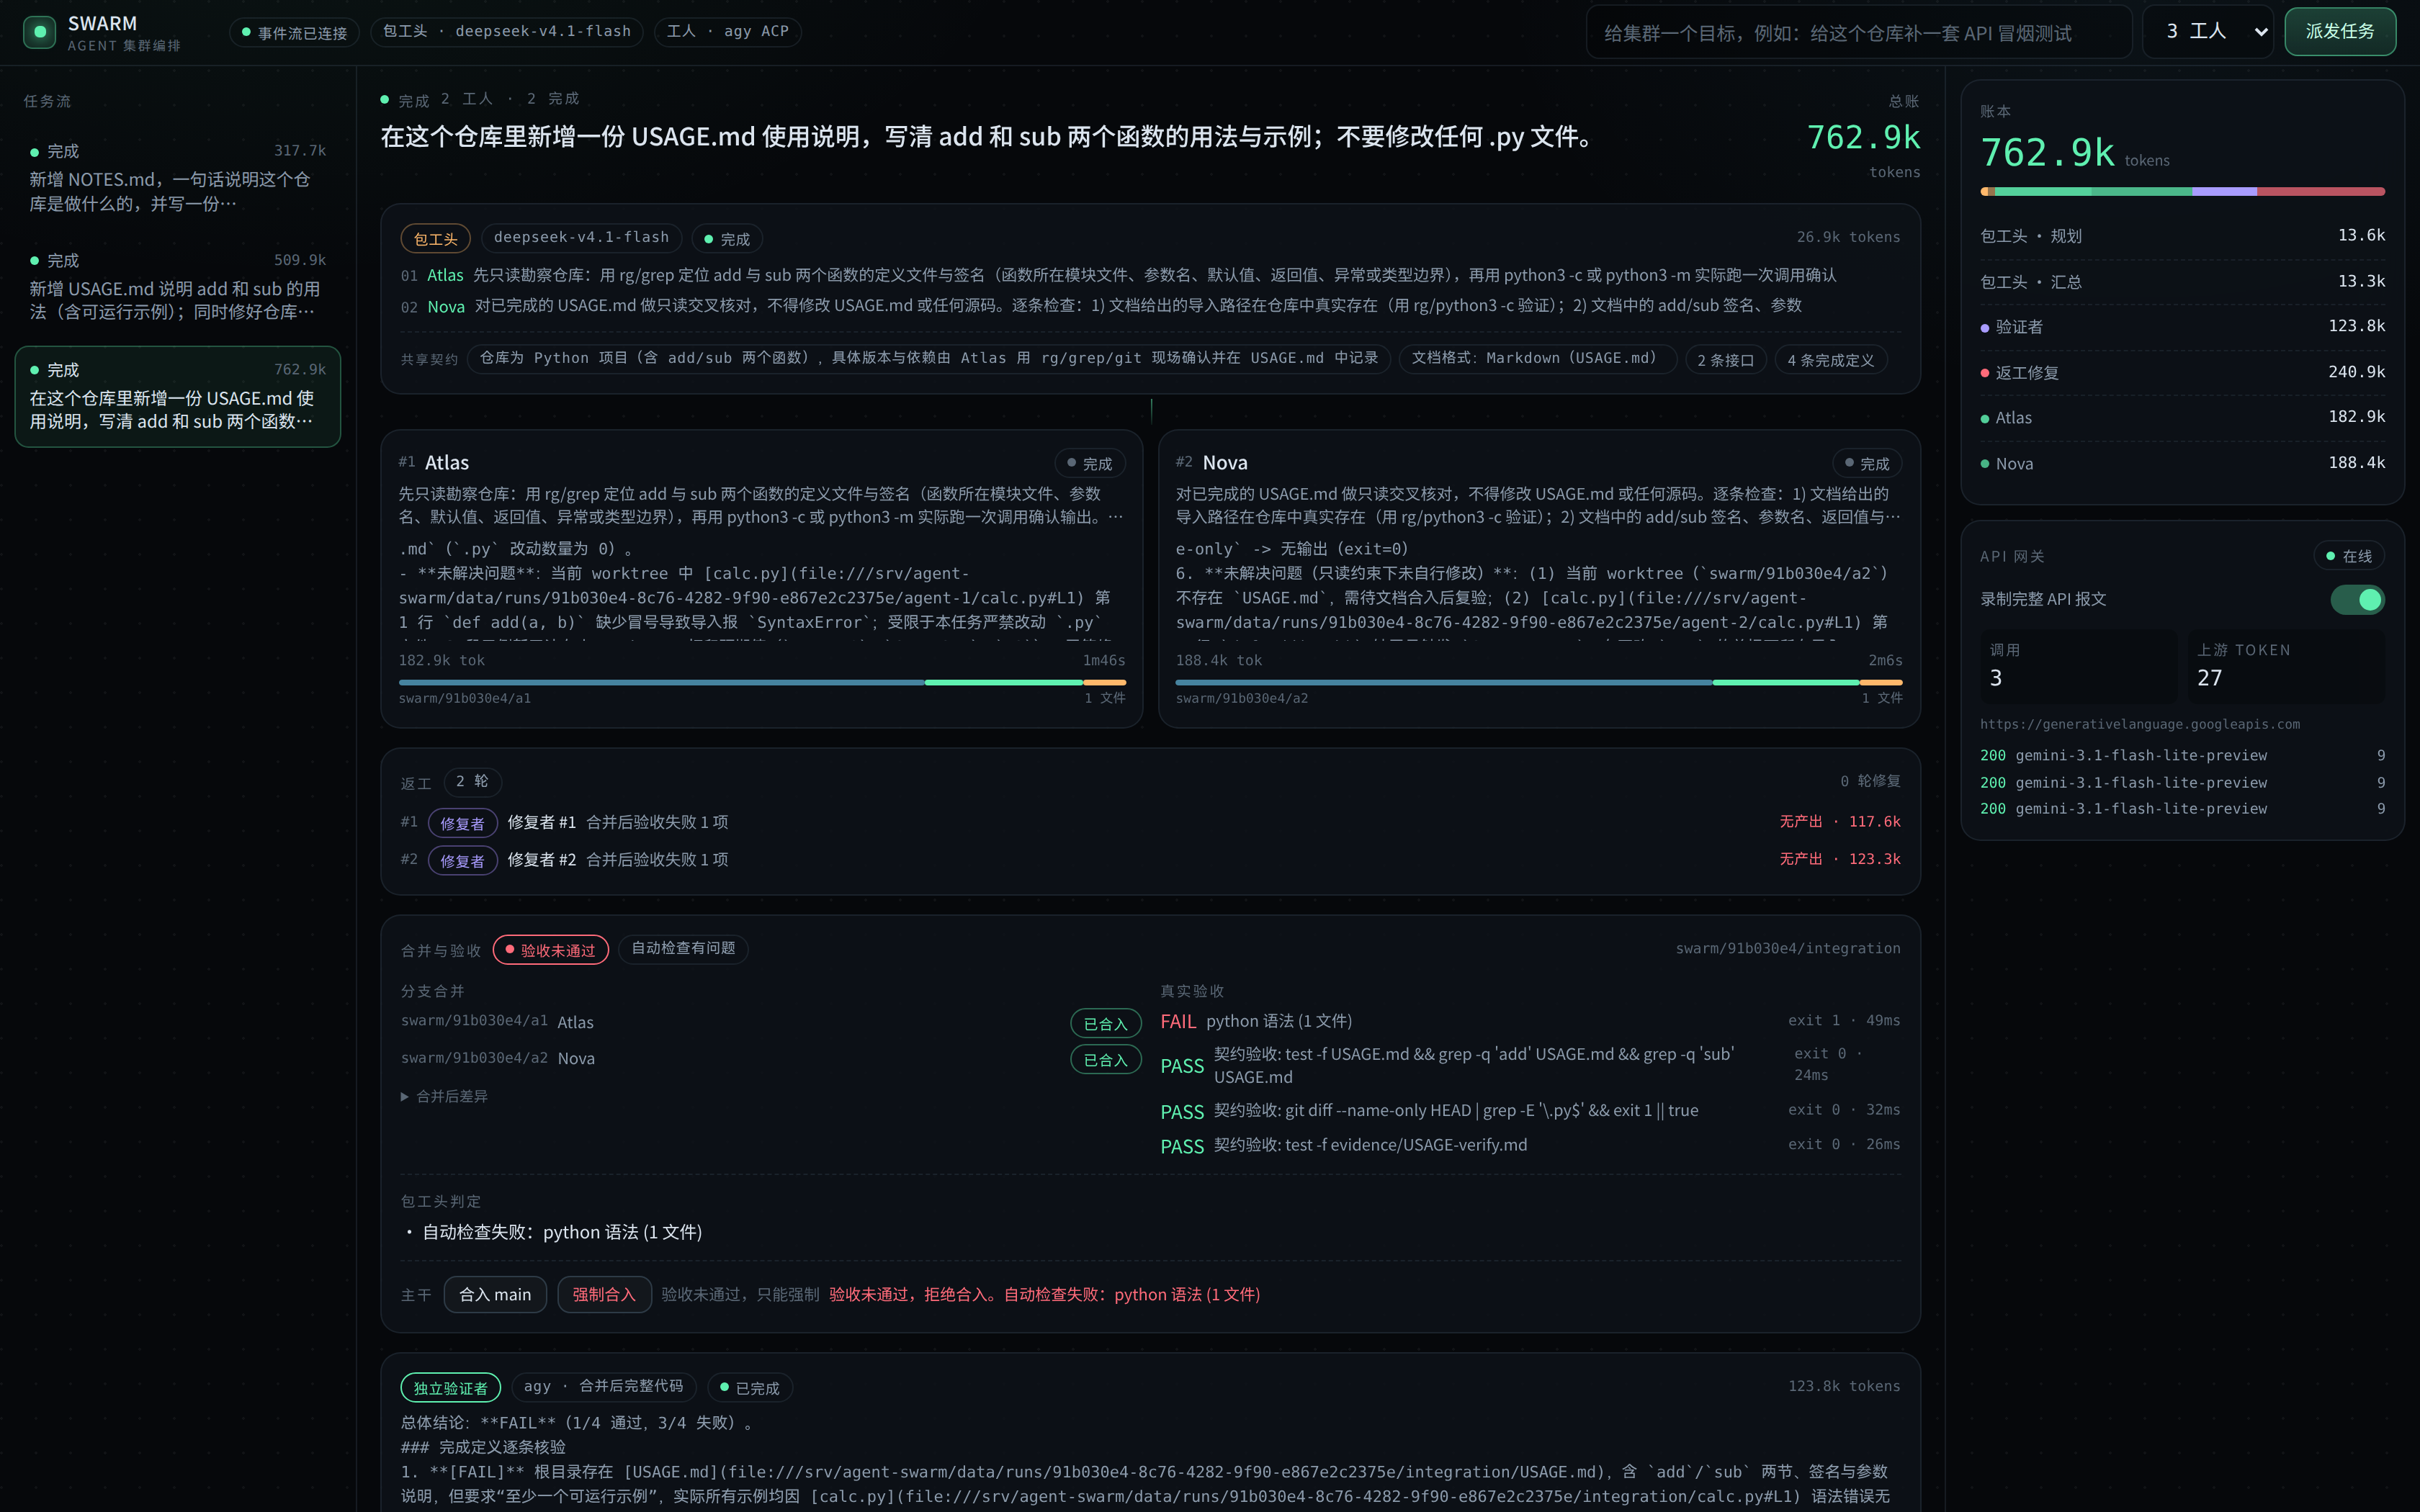 SWARM
AGENT 集群编排
事件流已连接
包工头 · deepseek-v4.1-flash
工人 · agy ACP
给集群一个目标，例如：给这个仓库补一套 API 冒烟测试
3 工人
派发任务
任务流
完成 317.7k
新增 NOTES.md，一句话说明这个仓
库是做什么的，并写一份…
完成 509.9k
新增 USAGE.md 说明 add 和 sub 的用
法（含可运行示例）；同时修好仓库…
完成 762.9k
在这个仓库里新增一份 USAGE.md 使
用说明，写清 add 和 sub 两个函数…
完成 2 工人 · 2 完成
在这个仓库里新增一份 USAGE.md 使用说明，写清 add 和 sub 两个函数的用法与示例；不要修改任何 .py 文件。
总账
762.9k
tokens
包工头 deepseek-v4.1-flash 完成 26.9k tokens
01 Atlas 先只读勘察仓库：用 rg/grep 定位 add 与 sub 两个函数的定义文件与签名（函数所在模块文件、参数名、默认值、返回值、异常或类型边界），再用 python3 -c 或 python3 -m 实际跑一次调用确认
02 Nova 对已完成的 USAGE.md 做只读交叉核对，不得修改 USAGE.md 或任何源码。逐条检查：1) 文档给出的导入路径在仓库中真实存在（用 rg/python3 -c 验证）；2) 文档中的 add/sub 签名、参数
共享契约 仓库为 Python 项目（含 add/sub 两个函数），具体版本与依赖由 Atlas 用 rg/grep/git 现场确认并在 USAGE.md 中记录 文档格式：Markdown（USAGE.md） 2 条接口 4 条完成定义
#1 Atlas 完成
先只读勘察仓库：用 rg/grep 定位 add 与 sub 两个函数的定义文件与签名（函数所在模块文件、参数
名、默认值、返回值、异常或类型边界），再用 python3 -c 或 python3 -m 实际跑一次调用确认输出。…
.md`（`.py` 改动数量为 0）。
- **未解决问题**：当前 worktree 中 [calc.py](file:///srv/agent-
swarm/data/runs/91b030e4-8c76-4282-9f90-e867e2c2375e/agent-1/calc.py#L1) 第
1 行 `def add(a, b)` 缺少冒号导致导入报 `SyntaxError`；受限于本任务严禁改动 `.py`
182.9k tok 1m46s
swarm/91b030e4/a1 1 文件
#2 Nova 完成
对已完成的 USAGE.md 做只读交叉核对，不得修改 USAGE.md 或任何源码。逐条检查：1) 文档给出的
导入路径在仓库中真实存在（用 rg/python3 -c 验证）；2) 文档中的 add/sub 签名、参数名、返回值与…
e-only` -> 无输出（exit=0）
6. **未解决问题（只读约束下未自行修改）**：(1) 当前 worktree（`swarm/91b030e4/a2`）
不存在 `USAGE.md`，需待文档合入后复验；(2) [calc.py](file:///srv/agent-
swarm/data/runs/91b030e4-8c76-4282-9f90-e867e2c2375e/agent-2/calc.py#L1) 第
188.4k tok 2m6s
swarm/91b030e4/a2 1 文件
返工 2 轮 0 轮修复
#1 修复者 修复者 #1 合并后验收失败 1 项 无产出 · 117.6k
#2 修复者 修复者 #2 合并后验收失败 1 项 无产出 · 123.3k
合并与验收 验收未通过 自动检查有问题 swarm/91b030e4/integration
分支合并
swarm/91b030e4/a1 Atlas 已合入
swarm/91b030e4/a2 Nova 已合入
▶ 合并后差异
真实验收
FAIL python 语法 (1 文件) exit 1 · 49ms
PASS 契约验收: test -f USAGE.md && grep -q 'add' USAGE.md && grep -q 'sub' exit 0 ·
USAGE.md 24ms
PASS 契约验收: git diff --name-only HEAD | grep -E '\.py$' && exit 1 || true exit 0 · 32ms
PASS 契约验收: test -f evidence/USAGE-verify.md exit 0 · 26ms
包工头判定
· 自动检查失败：python 语法 (1 文件)
主干 合入 main 强制合入 验收未通过，只能强制 验收未通过，拒绝合入。自动检查失败：python 语法 (1 文件)
独立验证者 agy · 合并后完整代码 已完成 123.8k tokens
总体结论：**FAIL**（1/4 通过，3/4 失败）。
### 完成定义逐条核验
1. **[FAIL]** 根目录存在 [USAGE.md](file:///srv/agent-swarm/data/runs/91b030e4-8c76-4282-9f90-e867e2c2375e/integration/USAGE.md)，含 `add`/`sub` 两节、签名与参数
说明，但要求“至少一个可运行示例”，实际所有示例均因 [calc.py](file:///srv/agent-swarm/data/runs/91b030e4-8c76-4282-9f90-e867e2c2375e/integration/calc.py#L1) 语法错误无
账本
762.9k tokens
包工头 · 规划 13.6k
包工头 · 汇总 13.3k
验证者 123.8k
返工修复 240.9k
Atlas 182.9k
Nova 188.4k
API 网关 在线
录制完整 API 报文
调用
3
上游 TOKEN
27
https://generativelanguage.googleapis.com
200 gemini-3.1-flash-lite-preview 9
200 gemini-3.1-flash-lite-preview 9
200 gemini-3.1-flash-lite-preview 9